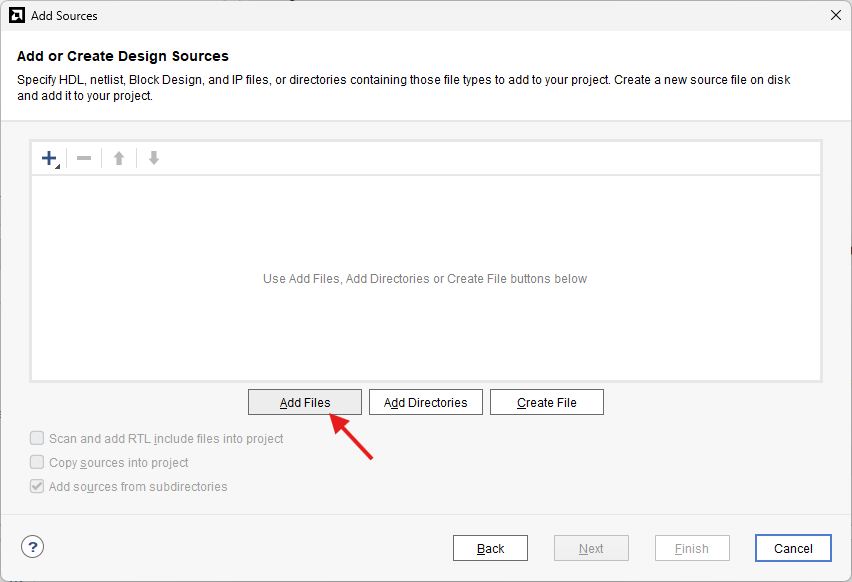 Add Sources
Add or Create Design Sources
Specify HDL, netlist, Block Design, and IP files, or directories containing those file types to add to your project. Create a new source file on disk
and add it to your project.
Use Add Files, Add Directories or Create File buttons below
Add Files
Add Directories
Create File
Scan and add RTL include files into project
Copy sources into project
Add sources from subdirectories
?
Back
Next
Finish
Cancel